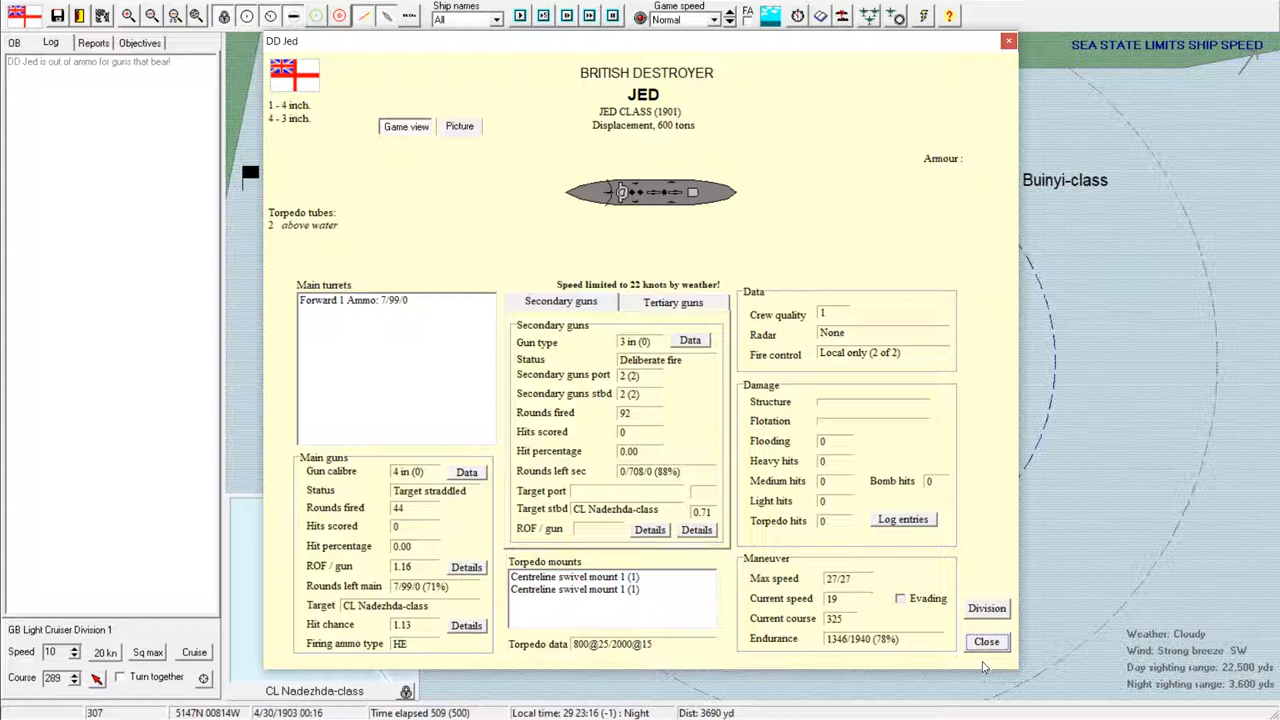 Ship names
All
Game speed
Normal
FA
OB
Log
Reports
Objectives
DD Jed is out of ammo for guns that bear!
DD Jed
SEA STATE LIMITS SHIP SPEED
BRITISH DESTROYER
JED
JED CLASS (1901)
Displacement, 600 tons
1 - 4 inch.
4 - 3 inch.
Game view
Picture
Armour :
Buinyi-class
Torpedo tubes:
2 above water
Speed limited to 22 knots by weather!
Main turrets
Forward 1 Ammo: 7/99/0
Secondary guns
Tertiary guns
Secondary guns
Gun type 3 in (0) Data
Status Deliberate fire
Secondary guns port 2 (2)
Secondary guns stbd 2 (2)
Rounds fired 92
Hits scored 0
Hit percentage 0.00
Rounds left sec 0/708/0 (88%)
Target port
Target stbd CL Nadezhda-class 0.71
ROF / gun Details Details
Data
Crew quality 1
Radar None
Fire control Local only (2 of 2)
Damage
Structure
Flotation
Flooding 0
Heavy hits 0
Medium hits 0 Bomb hits 0
Light hits 0
Torpedo hits 0 Log entries
Main guns
Gun calibre 4 in (0) Data
Status Target straddled
Rounds fired 44
Hits scored 0
Hit percentage 0.00
ROF / gun 1.16 Details
Rounds left main 7/99/0 (71%)
Target CL Nadezhda-class
Hit chance 1.13 Details
Firing ammo type HE
Torpedo mounts
Centreline swivel mount 1 (1)
Centreline swivel mount 1 (1)
Torpedo data 800@25/2000@15
Maneuver
Max speed 27/27
Current speed 19 Evading
Current course 325
Endurance 1346/1940 (78%)
Division
Close
GB Light Cruiser Division 1
Speed 10 20 kn Sq max Cruise
Course 289 Turn together
CL Nadezhda-class
Weather: Cloudy
Wind: Strong breeze SW
Day sighting range: 22,500 yds
Night sighting range: 3,600 yds
307 5147N 00814W 4/30/1903 00:16 Time elapsed 509 (500) Local time: 29 23:16 (-1) : Night Dist: 3690 yd